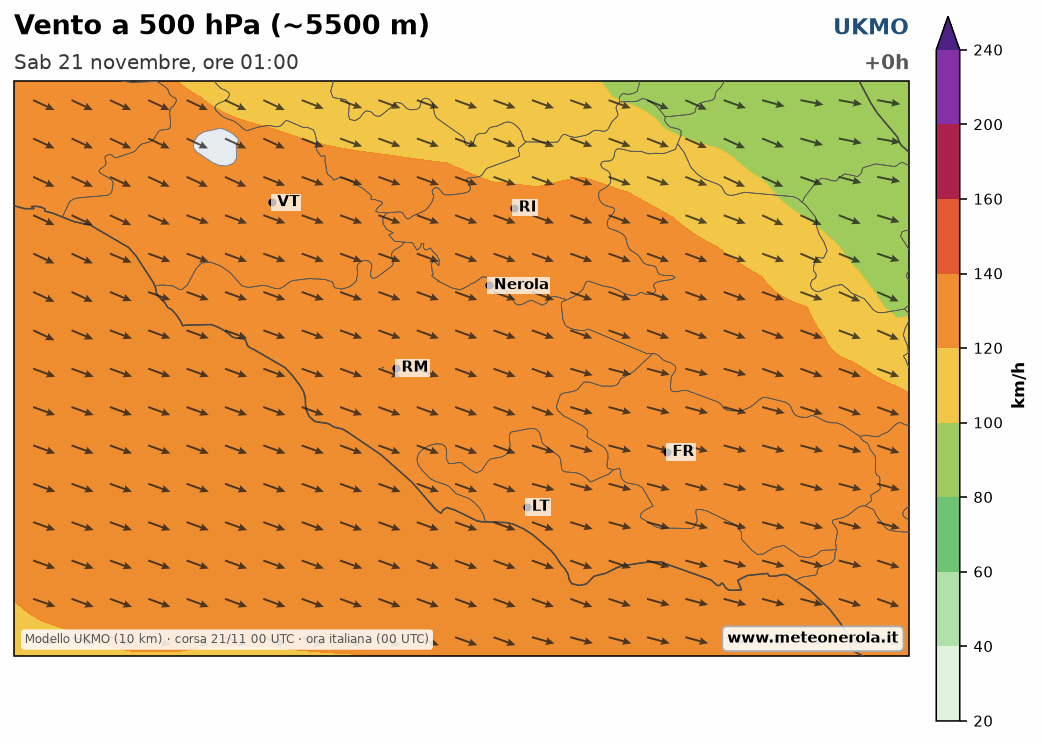 Vento a 500 hPa (~5500 m)
UKMO
Sab 21 novembre, ore 01:00
+0h
VT
RI
Nerola
RM
FR
LT
Modello UKMO (10 km) · corsa 21/11 00 UTC · ora italiana (00 UTC)
www.meteonerola.it
240
200
160
140
120
100
80
60
40
20
km/h